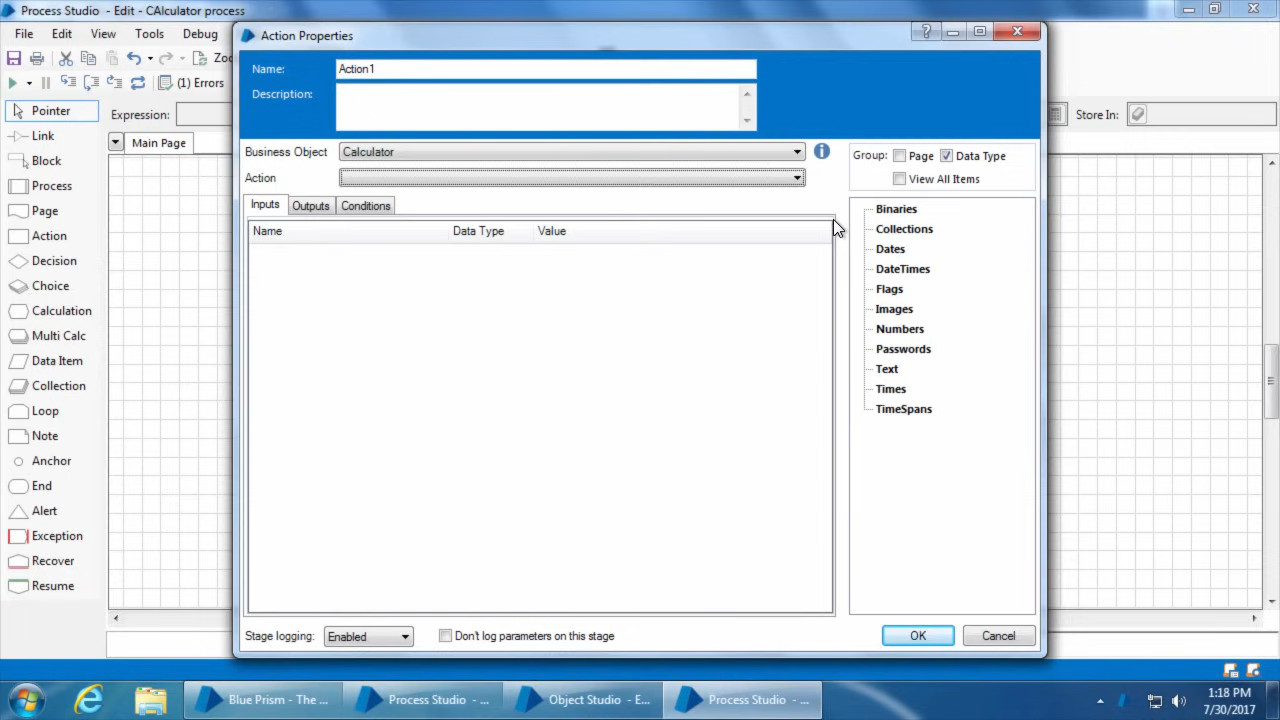 Process Studio - Edit - CAlculator process
Action Properties
File Edit View Tools Debug
Zoo
(1) Errors
Name: Action1
Description:
Pointer
Expression:
Store In:
Link
Main Page
Business Object Calculator
Group: Page Data Type
View All Items
Action
Inputs Outputs Conditions
Name Data Type Value
Block
Process
Page
Action
Decision
Choice
Calculation
Multi Calc
Data Item
Collection
Loop
Note
Anchor
End
Alert
Exception
Recover
Resume
Binaries
Collections
Dates
DateTimes
Flags
Images
Numbers
Passwords
Text
Times
TimeSpans
Stage logging: Enabled Don't log parameters on this stage OK Cancel
Blue Prism - The ... Process Studio - ... Object Studio - E... Process Studio - ...
1:18 PM
7/30/2017